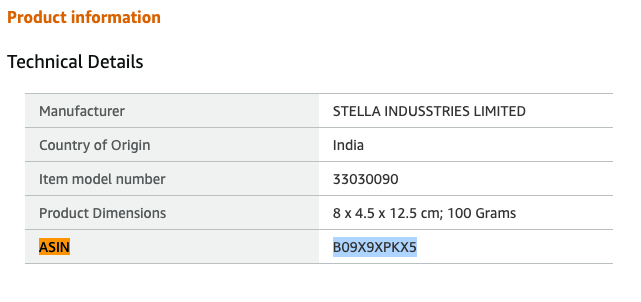 Product information
Technical Details
Manufacturer STELLA INDUSSTRIES LIMITED
Country of Origin India
Item model number 33030090
Product Dimensions 8 x 4.5 x 12.5 cm; 100 Grams
ASIN B09X9XPKX5